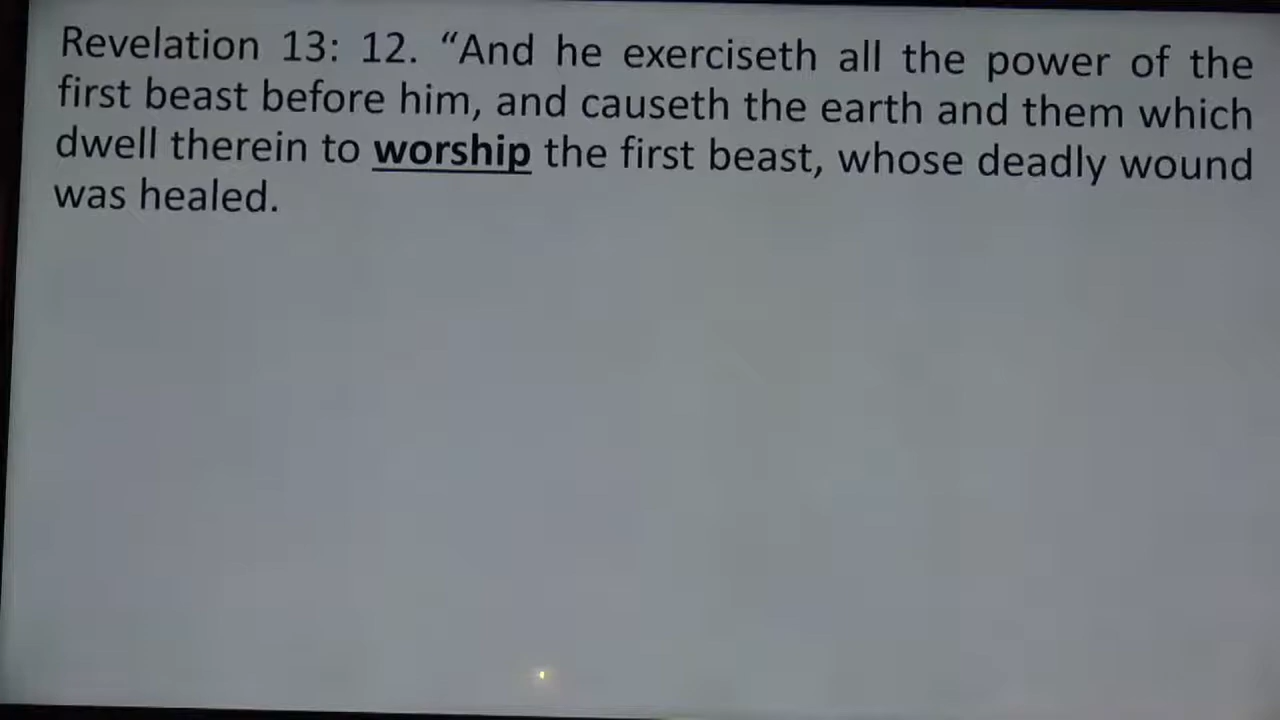 Revelation 13: 12. “And he exerciseth all the power of the
first beast before him, and causeth the earth and them which
dwell therein to worship the first beast, whose deadly wound
was healed.